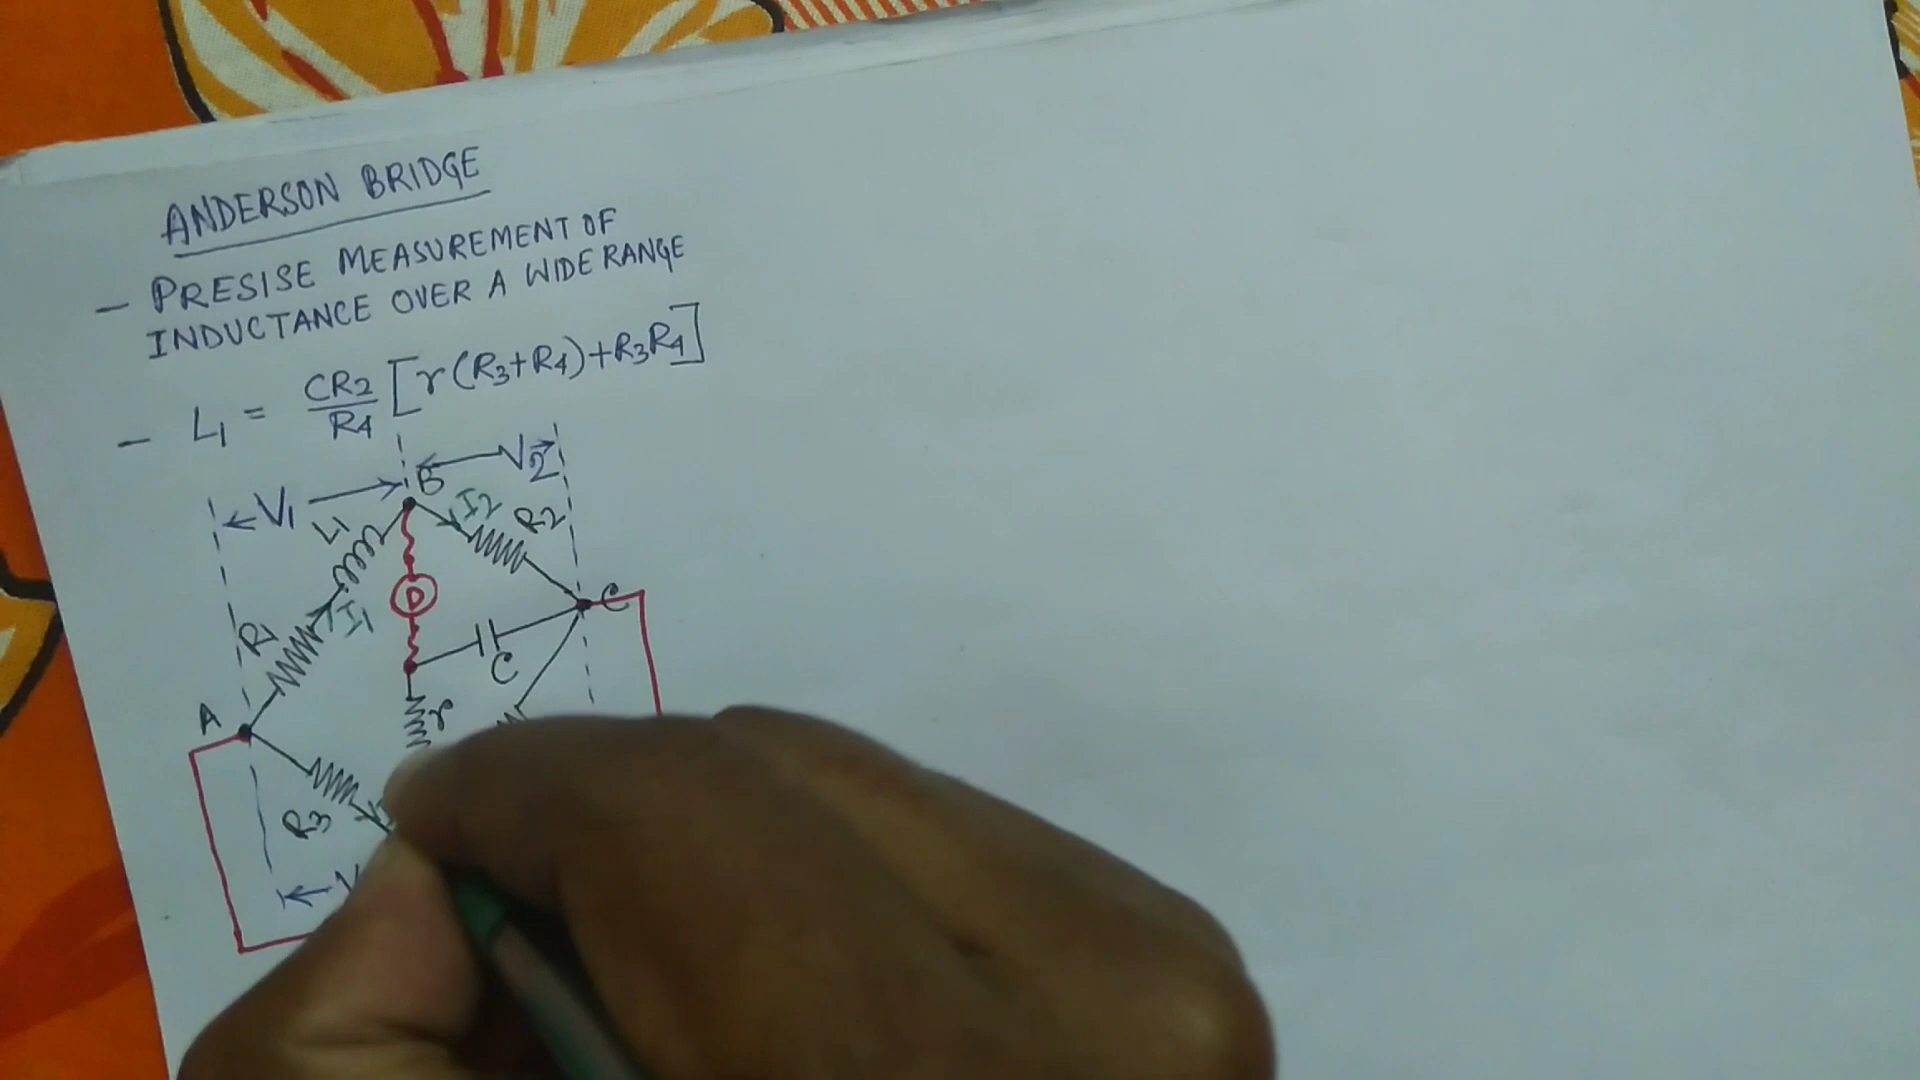 ANDERSON BRIDGE
- PRESISE MEASUREMENT OF
INDUCTANCE OVER A WIDE RANGE
- L1 = CR2/R4 [r(R3+R4)+R3R4]
V2
V1
B
I2
R2
L1
D
C
I1
R1
C
A
r
R3
V